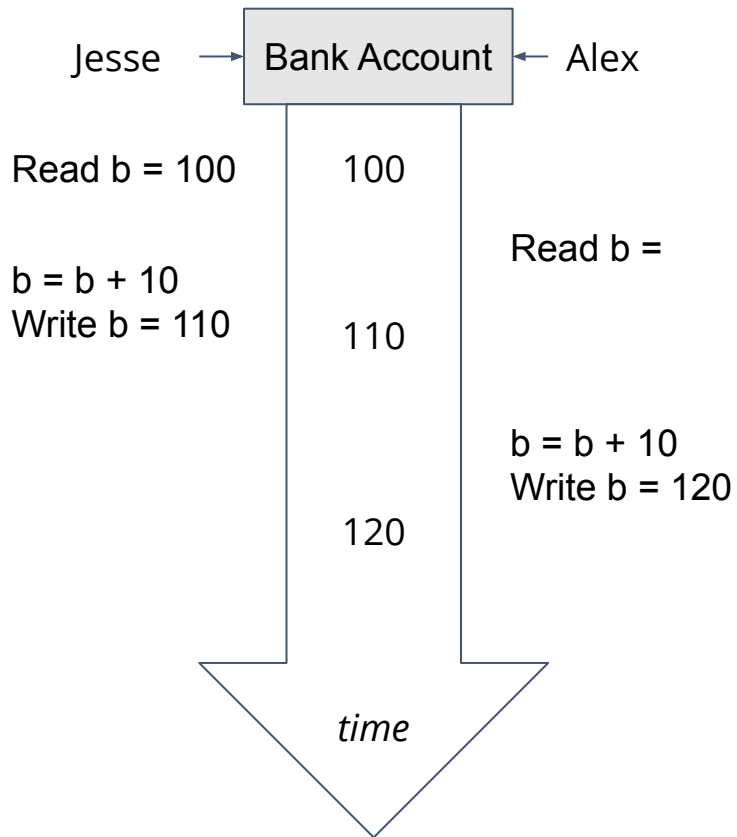 Jesse
Bank Account
Alex
Read b = 100
100
Read b =
b = b + 10
Write b = 110
110
b = b + 10
Write b = 120
120
time